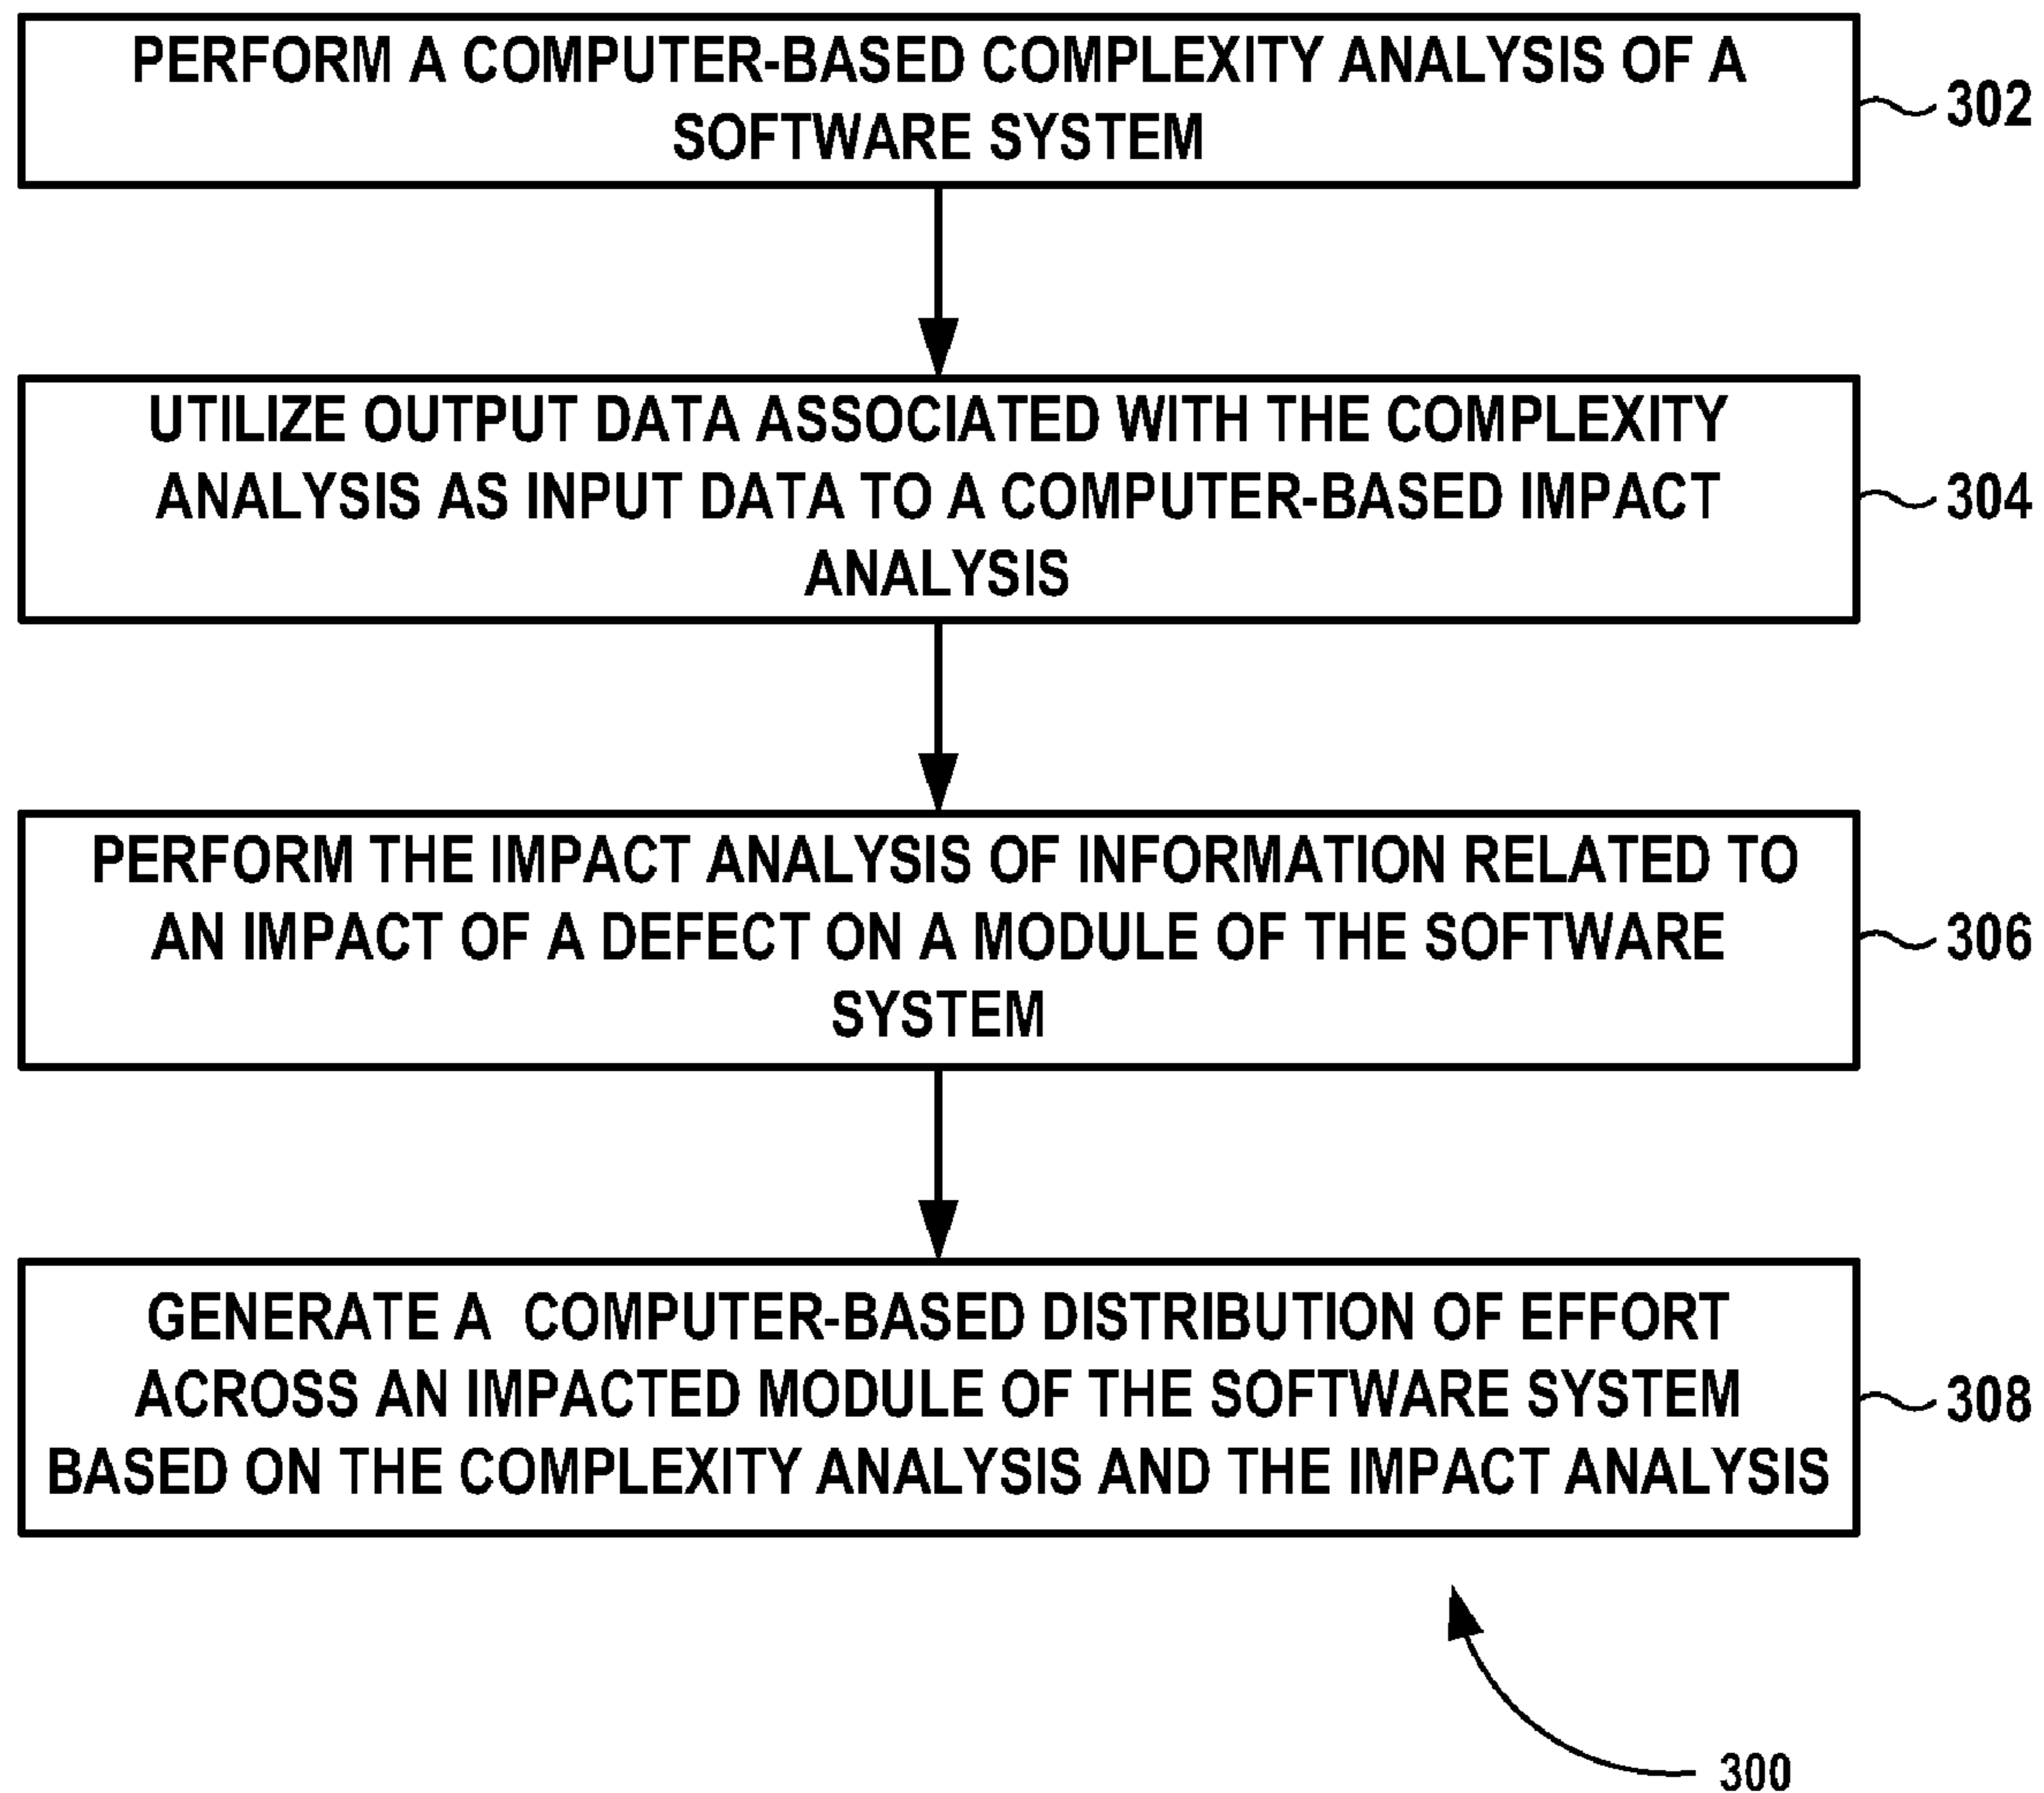 PERFORM A COMPUTER-BASED COMPLEXITY ANALYSIS OF A
SOFTWARE SYSTEM
302
UTILIZE OUTPUT DATA ASSOCIATED WITH THE COMPLEXITY
ANALYSIS AS INPUT DATA TO A COMPUTER-BASED IMPACT
ANALYSIS
304
PERFORM THE IMPACT ANALYSIS OF INFORMATION RELATED TO
AN IMPACT OF A DEFECT ON A MODULE OF THE SOFTWARE
SYSTEM
306
GENERATE A COMPUTER-BASED DISTRIBUTION OF EFFORT
ACROSS AN IMPACTED MODULE OF THE SOFTWARE SYSTEM
BASED ON THE COMPLEXITY ANALYSIS AND THE IMPACT ANALYSIS
308
300